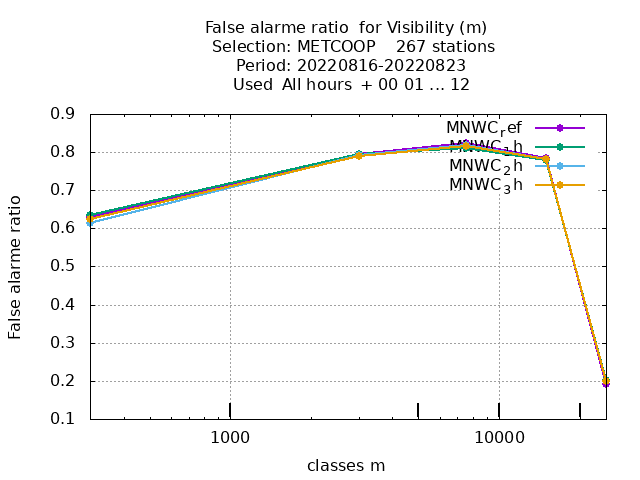 False alarme ratio  for Visibility (m)
Selection: METCOOP    267 stations
Period: 20220816-20220823
Used  All hours  + 00 01 ... 12
False alarme ratio
0.9
0.8
0.7
0.6
0.5
0.4
0.3
0.2
0.1
MNWC_ref
MNWC_1h
MNWC_2h
MNWC_3h
1000
10000
classes m